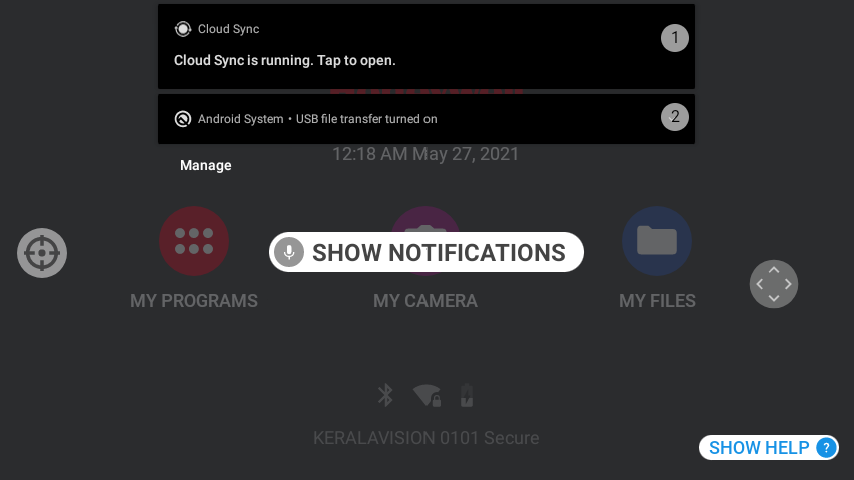 Cloud Sync
1
Cloud Sync is running. Tap to open.
Android System • USB file transfer turned on
2
12:18 AM May 27, 2021
Manage
SHOW NOTIFICATIONS
MY PROGRAMS
MY CAMERA
MY FILES
KERALAVISION 0101 Secure
SHOW HELP ?